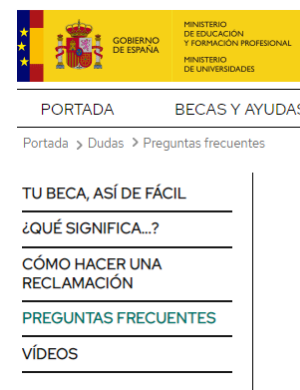 GOBIERNO
DE ESPAÑA
MINISTERIO
DE EDUCACIÓN
Y FORMACIÓN PROFESIONAL
MINISTERIO
DE UNIVERSIDADES
PORTADA BECAS Y AYUDAS
Portada > Dudas > Preguntas frecuentes
TU BECA, ASÍ DE FÁCIL
¿QUÉ SIGNIFICA...?
CÓMO HACER UNA
RECLAMACIÓN
PREGUNTAS FRECUENTES
VÍDEOS